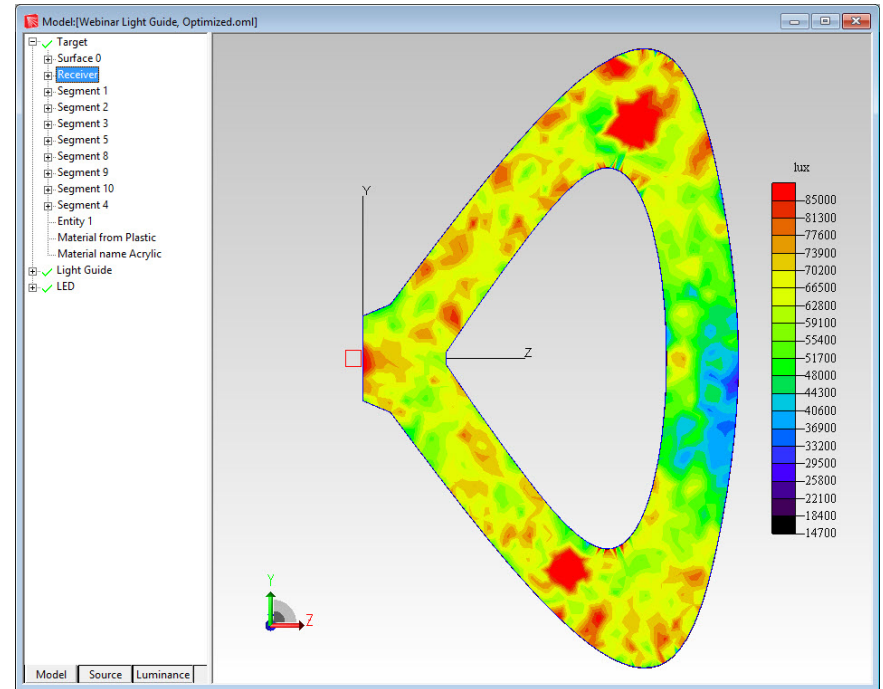 Model:[Webinar Light Guide, Optimized.oml]
Target
Surface 0
Receiver
Segment 1
Segment 2
Segment 3
Segment 5
Segment 8
Segment 9
Segment 10
Segment 4
Entity 1
Material from Plastic
Material name Acrylic
Light Guide
LED
Model Source Luminance
Y
Z
Y
Z
lux
85000
81300
77600
73900
70200
66500
62800
59100
55400
51700
48000
44300
40600
36900
33200
29500
25800
22100
18400
14700